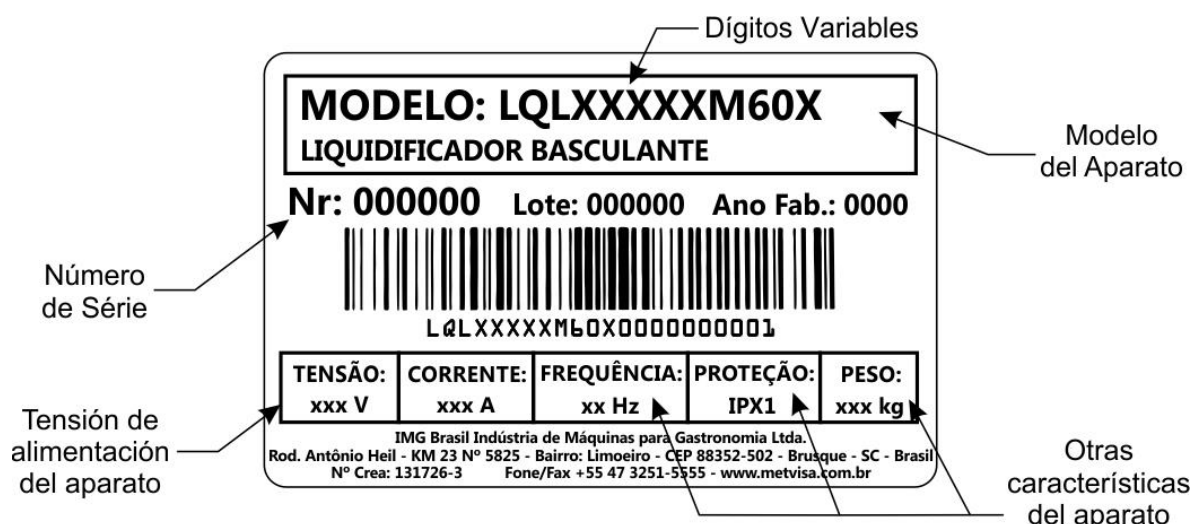 Dígitos Variables
MODELO: LQLXXXXXM60X
LIQUIDIFICADOR BASCULANTE
Modelo
del Aparato
Nr: 000000 Lote: 000000 Ano Fab.: 0000
Número
de Série
LQLXXXXXM60X0000000001
TENSÃO: CORRENTE: FREQUÊNCIA: PROTEÇÃO: PESO:
xxx V xxx A xx Hz IPX1 xxx kg
Tensión de
alimentación
del aparato
IMG Brasil Indústria de Máquinas para Gastronomia Ltda.
Rod. Antônio Heil - KM 23 Nº 5825 - Bairro: Limoeiro - CEP 88352-502 - Brusque - SC - Brasil
Nº Crea: 131726-3 Fone/Fax +55 47 3251-5555 - www.metvisa.com.br
Otras
características
del aparato